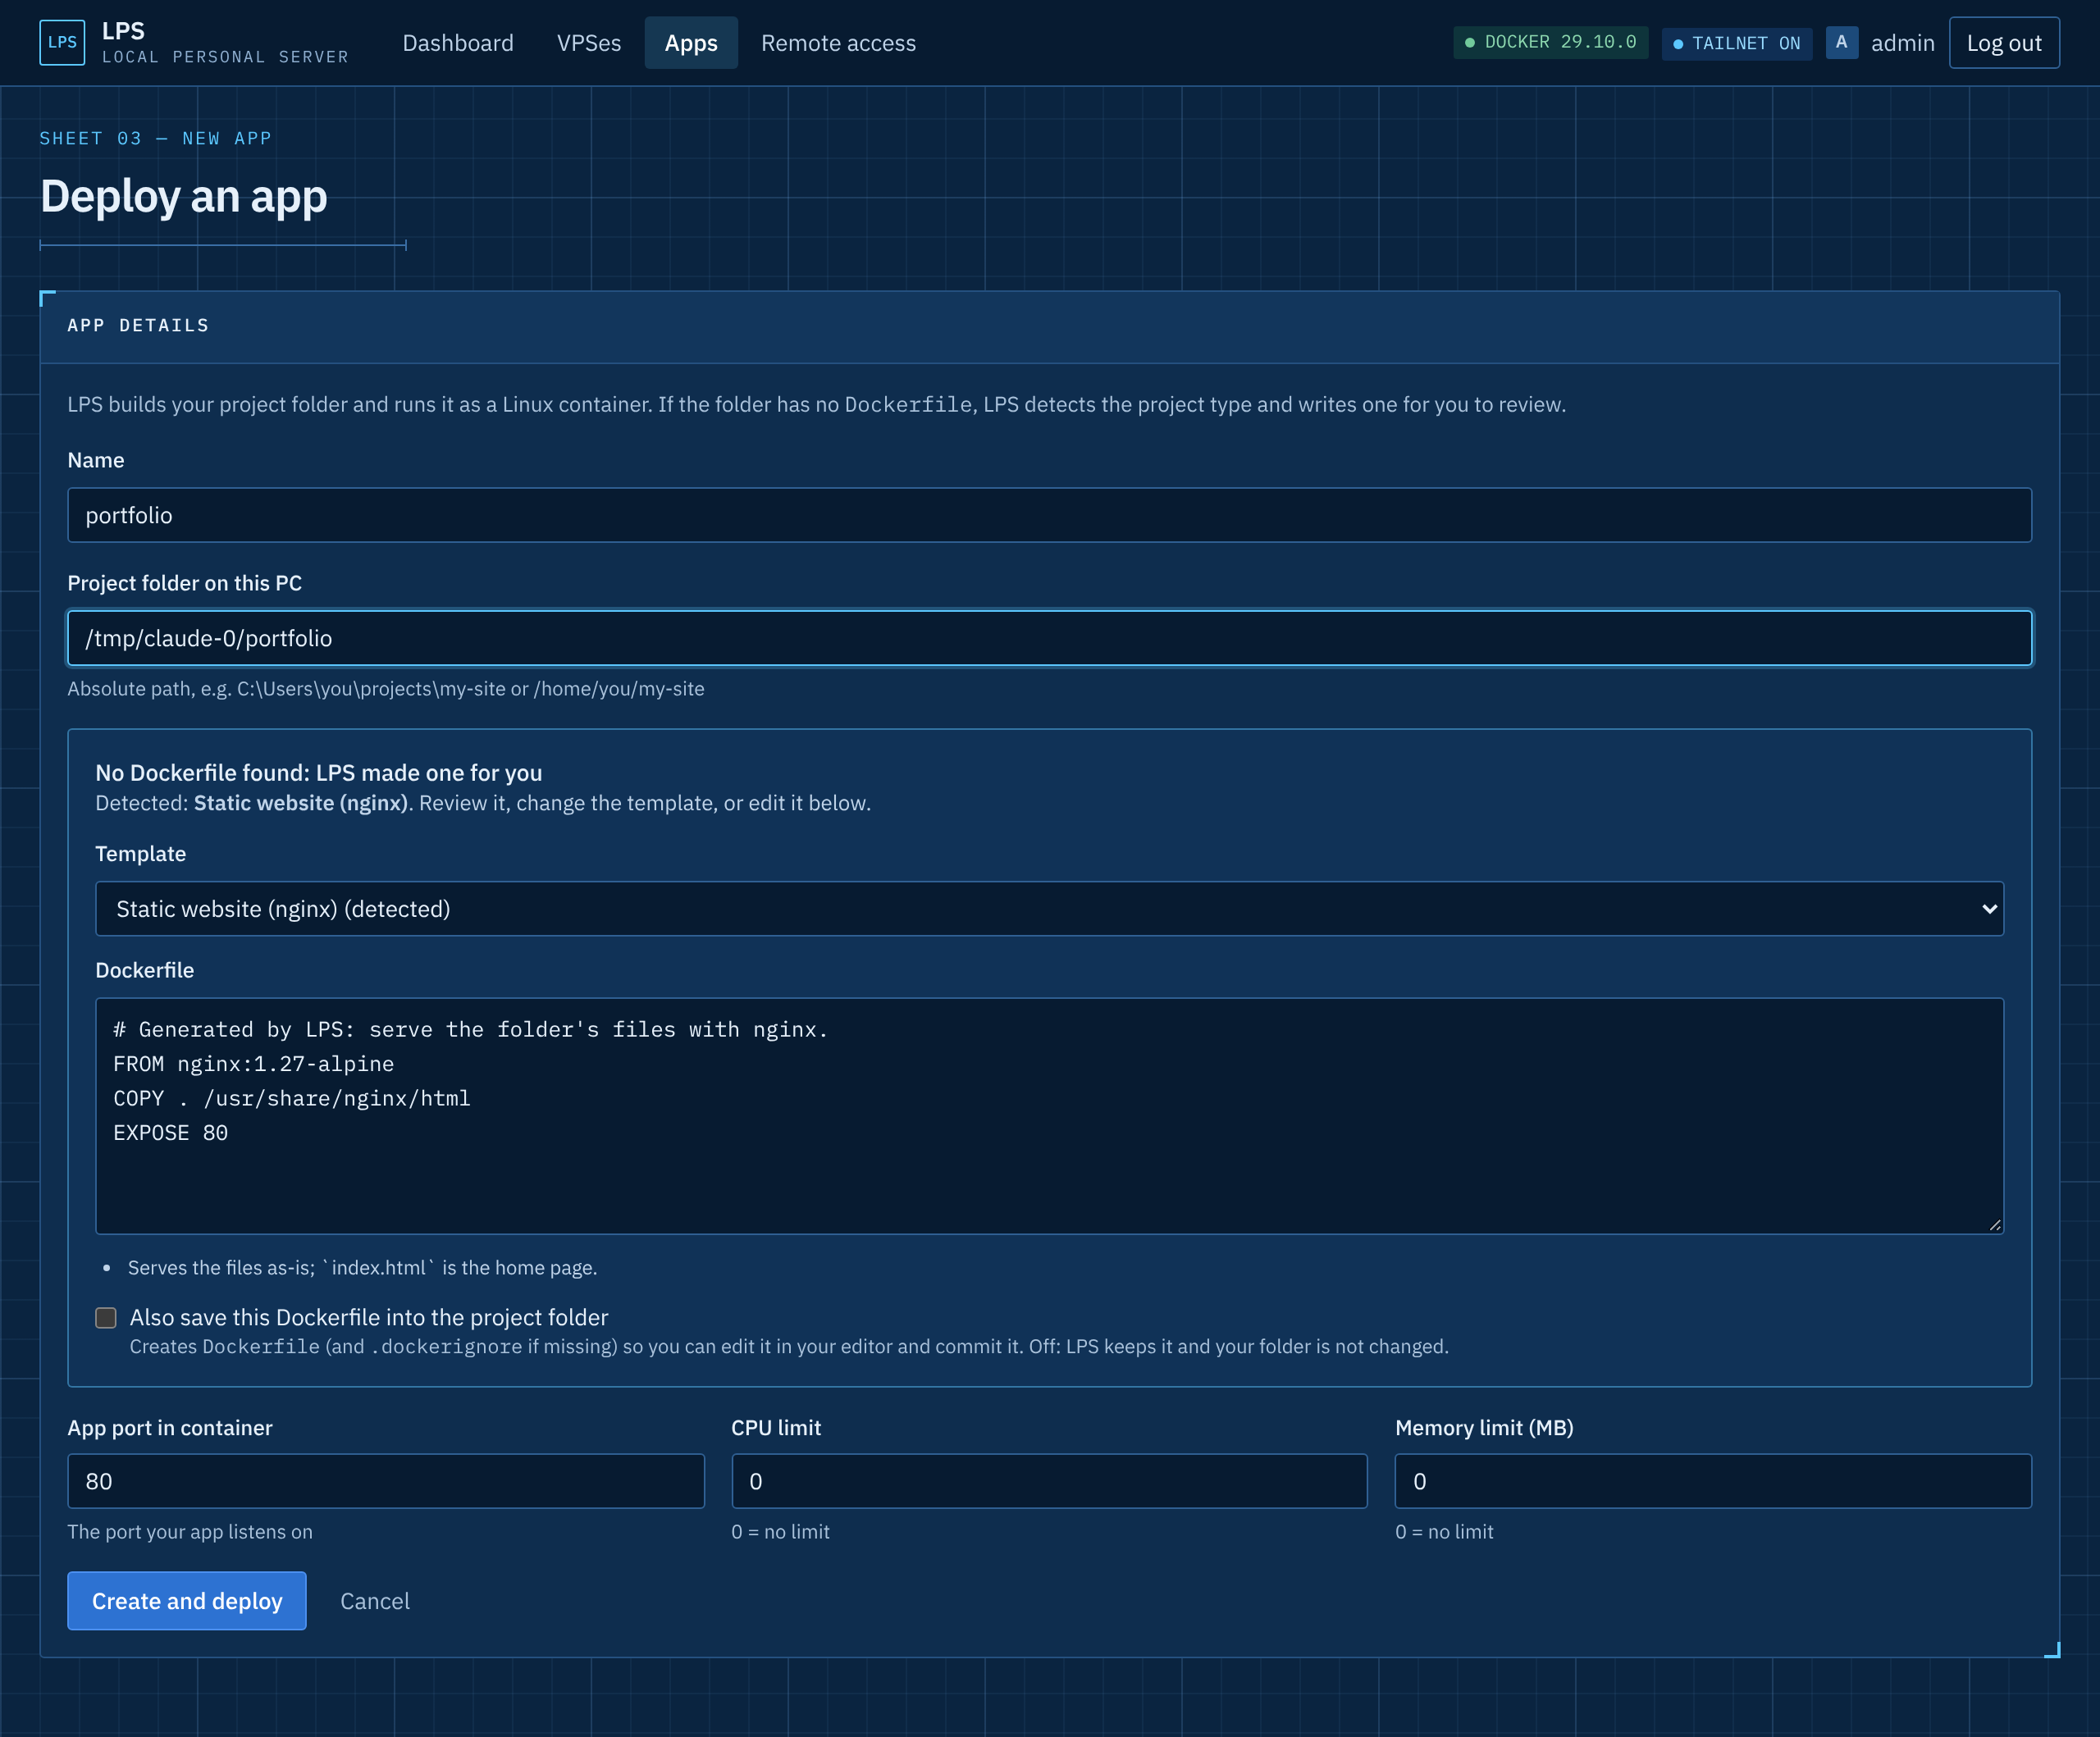 LPS
LPS
LOCAL PERSONAL SERVER
Dashboard
VPSes
Apps
Remote access
DOCKER 29.10.0
TAILNET ON
A
admin
Log out
SHEET 03 — NEW APP
Deploy an app
APP DETAILS
LPS builds your project folder and runs it as a Linux container. If the folder has no Dockerfile, LPS detects the project type and writes one for you to review.
Name
portfolio
Project folder on this PC
/tmp/claude-0/portfolio
Absolute path, e.g. C:\Users\you\projects\my-site or /home/you/my-site
No Dockerfile found: LPS made one for you
Detected: Static website (nginx). Review it, change the template, or edit it below.
Template
Static website (nginx) (detected)
Dockerfile
# Generated by LPS: serve the folder's files with nginx.
FROM nginx:1.27-alpine
COPY . /usr/share/nginx/html
EXPOSE 80
• Serves the files as-is; `index.html` is the home page.
Also save this Dockerfile into the project folder
Creates Dockerfile (and .dockerignore if missing) so you can edit it in your editor and commit it. Off: LPS keeps it and your folder is not changed.
App port in container
80
The port your app listens on
CPU limit
0
0 = no limit
Memory limit (MB)
0
0 = no limit
Create and deploy
Cancel